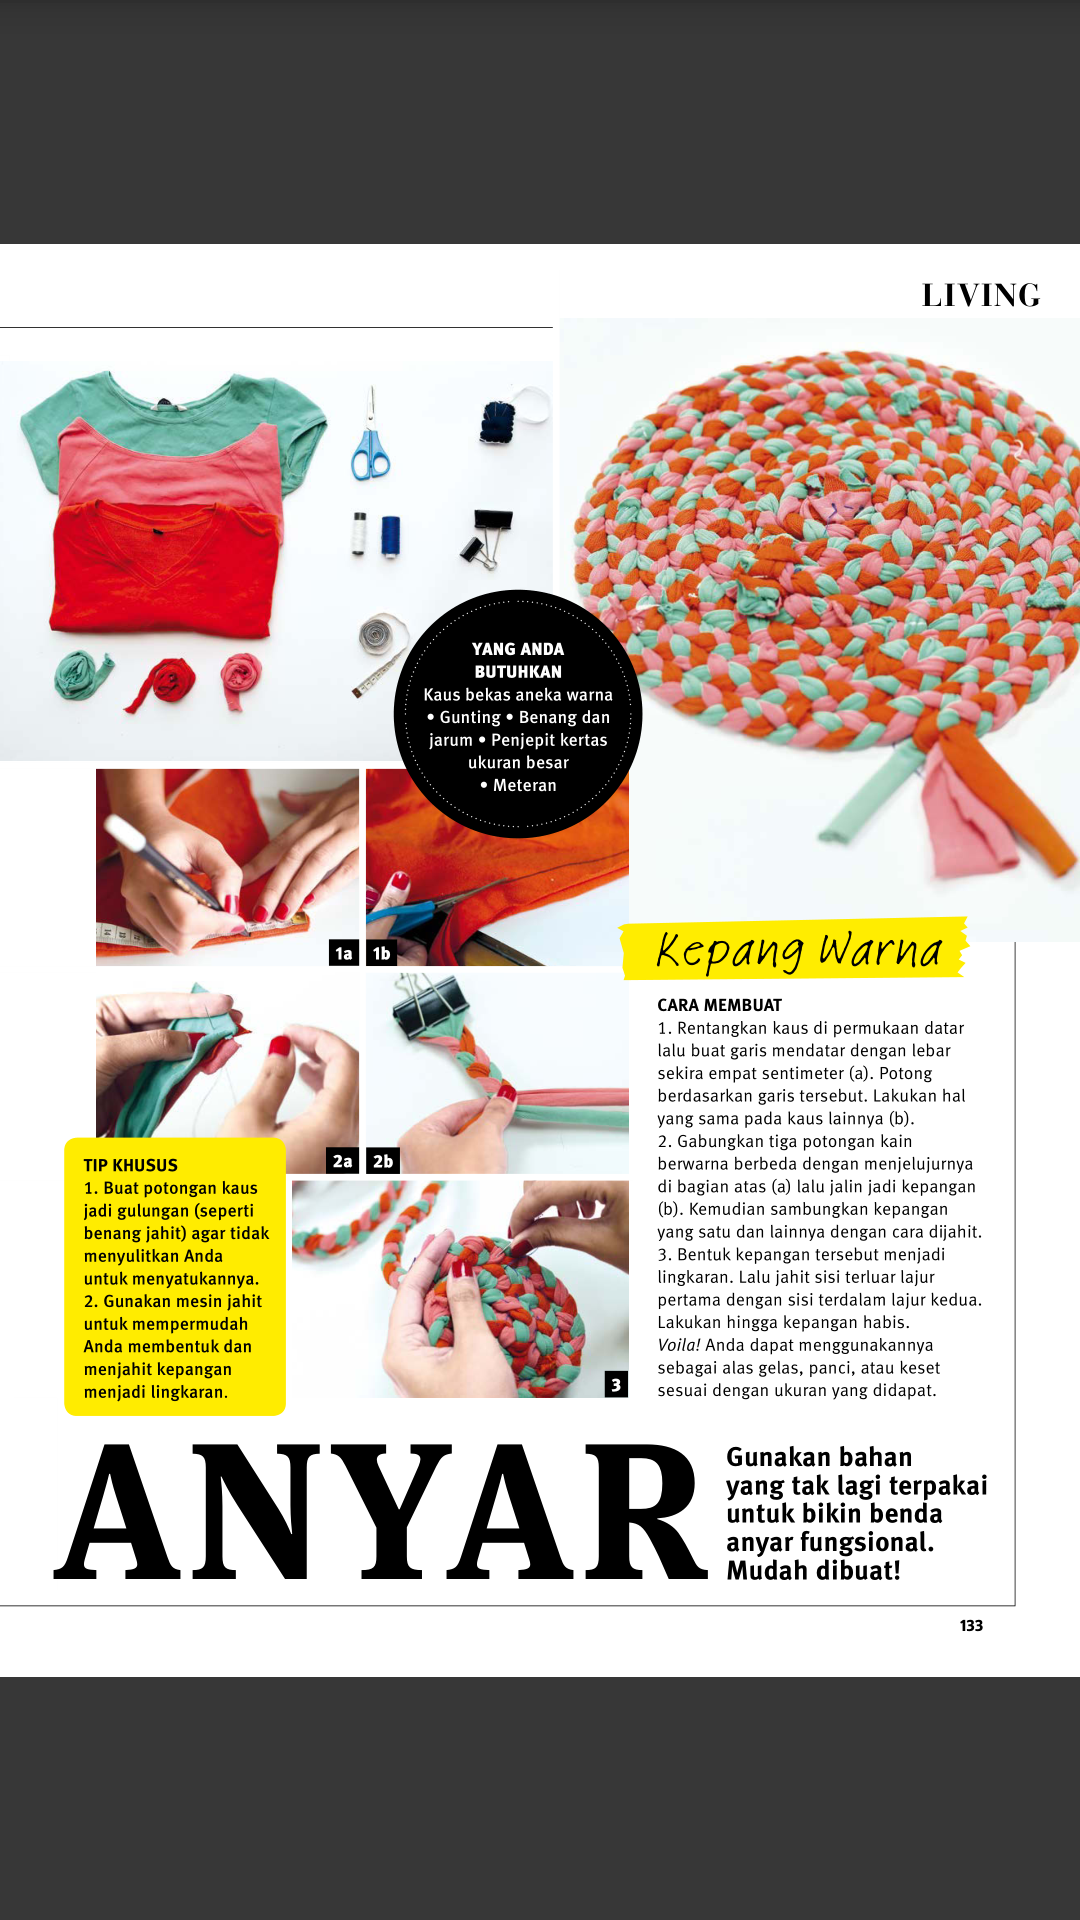 LIVING
YANG ANDA
BUTUHKAN
Kaus bekas aneka warna
• Gunting • Benang dan
jarum • Penjepit kertas
ukuran besar
• Meteran
1a
1b
2a
2b
3
Kepang Warna
CARA MEMBUAT
1. Rentangkan kaus di permukaan datar
lalu buat garis mendatar dengan lebar
sekira empat sentimeter (a). Potong
berdasarkan garis tersebut. Lakukan hal
yang sama pada kaus lainnya (b).
2. Gabungkan tiga potongan kain
berwarna berbeda dengan menjelujurnya
di bagian atas (a) lalu jalin jadi kepangan
(b). Kemudian sambungkan kepangan
yang satu dan lainnya dengan cara dijahit.
3. Bentuk kepangan tersebut menjadi
lingkaran. Lalu jahit sisi terluar lajur
pertama dengan sisi terdalam lajur kedua.
Lakukan hingga kepangan habis.
Voila! Anda dapat menggunakannya
sebagai alas gelas, panci, atau keset
sesuai dengan ukuran yang didapat.
TIP KHUSUS
1. Buat potongan kaus
jadi gulungan (seperti
benang jahit) agar tidak
menyulitkan Anda
untuk menyatukannya.
2. Gunakan mesin jahit
untuk mempermudah
Anda membentuk dan
menjahit kepangan
menjadi lingkaran.
ANYAR
Gunakan bahan
yang tak lagi terpakai
untuk bikin benda
anyar fungsional.
Mudah dibuat!
133